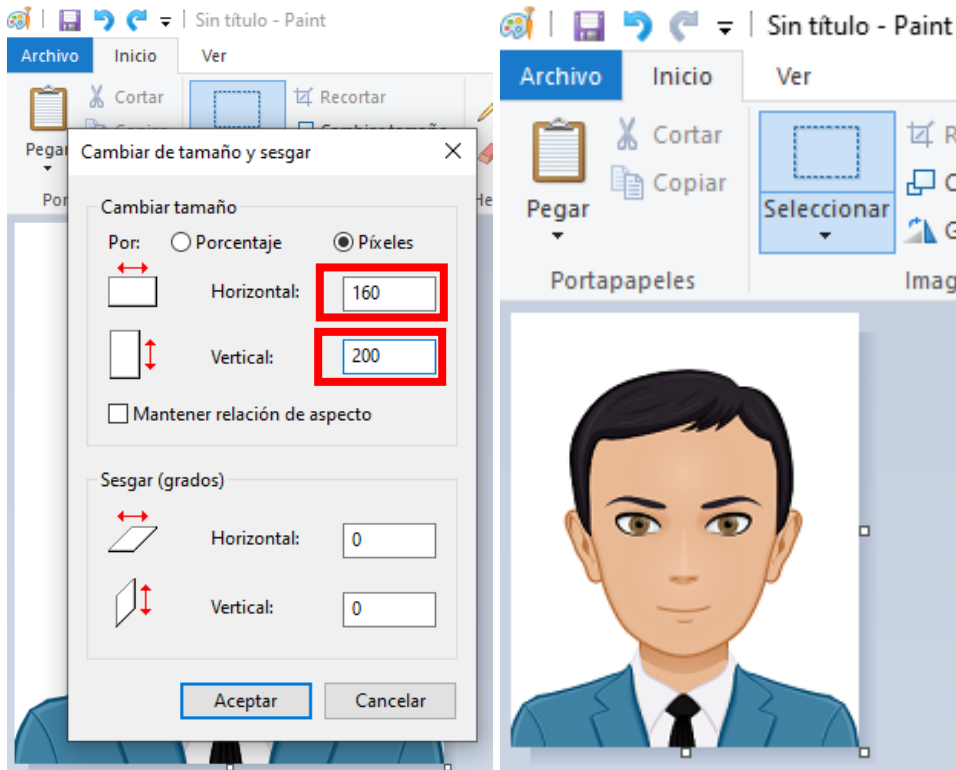 Sin título - Paint
Archivo Inicio Ver
Cortar
Recortar
Pegar
Cambiar de tamaño y sesgar
Cambiar tamaño
Por: Porcentaje Píxeles
Horizontal: 160
Vertical: 200
Mantener relación de aspecto
Sesgar (grados)
Horizontal: 0
Vertical: 0
Aceptar Cancelar
Sin título - Paint
Archivo Inicio Ver
Cortar
Copiar
Pegar
Seleccionar
Portapapeles
Imag